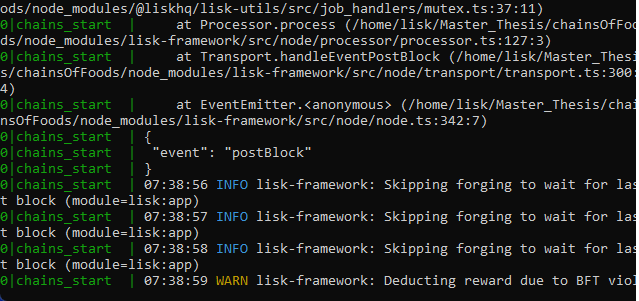 ods/node_modules/@liskhq/lisk-utils/src/job_handlers/mutex.ts:37:11)
0|chains_start  |     at Processor.process (/home/lisk/Master_Thesis/chainsOfFoo
ds/node_modules/lisk-framework/src/node/processor/processor.ts:127:3)
0|chains_start  |     at Transport.handleEventPostBlock (/home/lisk/Master_Thesi
s/chainsOfFoods/node_modules/lisk-framework/src/node/transport/transport.ts:300:
4)
0|chains_start  |     at EventEmitter.<anonymous> (/home/lisk/Master_Thesis/chai
nsOfFoods/node_modules/lisk-framework/src/node/node.ts:342:7)
0|chains_start  | {
0|chains_start  |  "event": "postBlock"
0|chains_start  | }
0|chains_start  | 07:38:56 INFO lisk-framework: Skipping forging to wait for las
t block (module=lisk:app)
0|chains_start  | 07:38:57 INFO lisk-framework: Skipping forging to wait for las
t block (module=lisk:app)
0|chains_start  | 07:38:58 INFO lisk-framework: Skipping forging to wait for las
t block (module=lisk:app)
0|chains_start  | 07:38:59 WARN lisk-framework: Deducting reward due to BFT viol